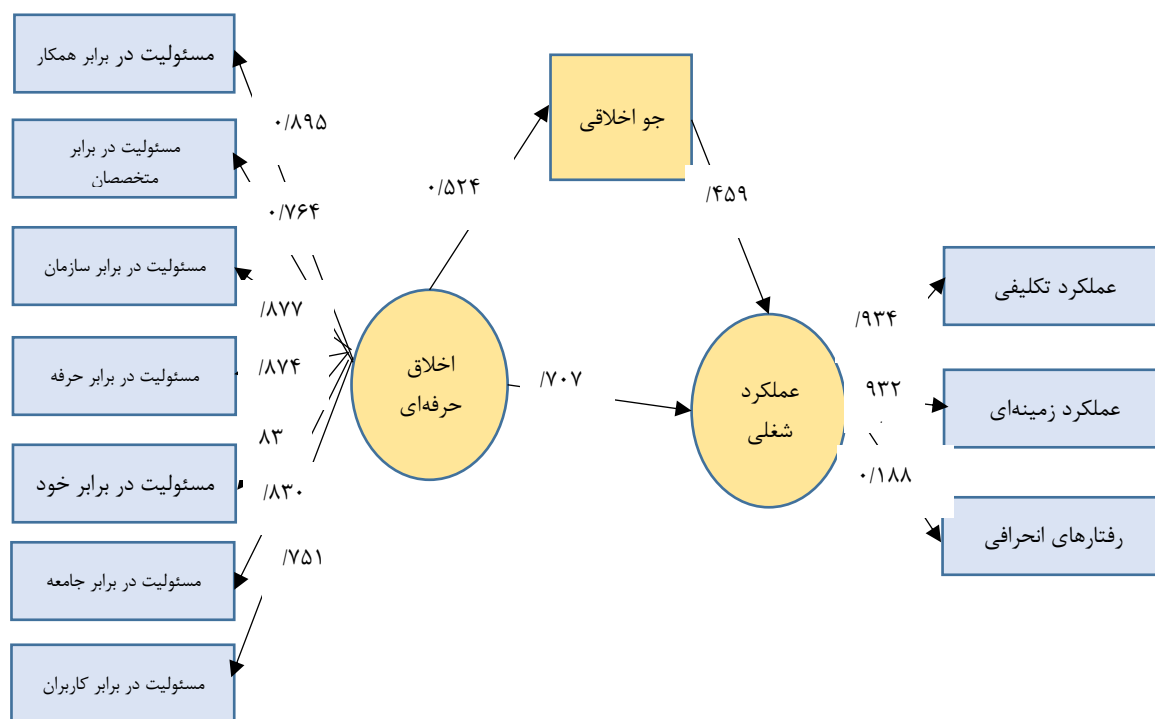 مسئولیت در برابر همکار
مسئولیت در برابر
متخصصان
مسئولیت در برابر سازمان
مسئولیت در برابر حرفه
مسئولیت در برابر خود
مسئولیت در برابر جامعه
مسئولیت در برابر کاربران
۰/۸۹۵
۰/۷۶۴
/۸۷۷
/۸۷۴
۸۳
/۸۳۰
/۷۵۱
اخلاق
حرفه‌ای
۰/۵۲۴
جو اخلاقی
/۴۵۹
/۷۰۷
عملکرد
شغلی
/۹۳۴
۹۳۲
۰/۱۸۸
عملکرد تکلیفی
عملکرد زمینه‌ای
رفتارهای انحرافی